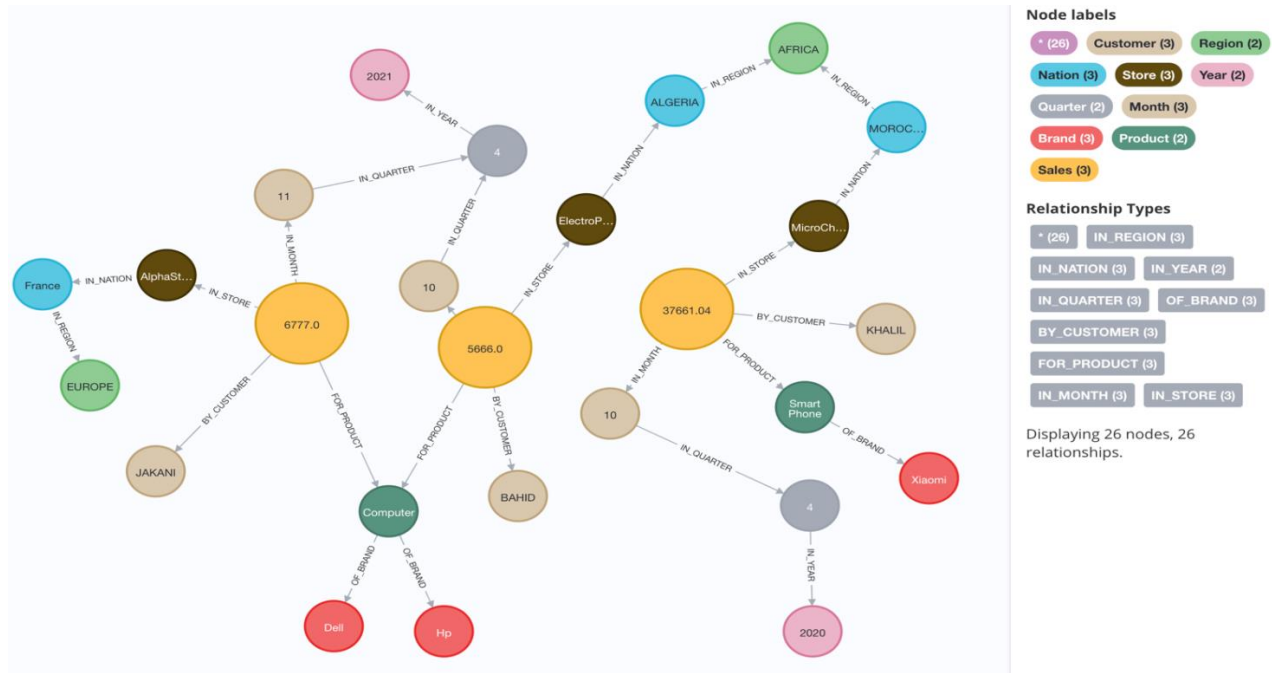 Node labels
* (26) Customer (3) Region (2)
Nation (3) Store (3) Year (2)
Quarter (2) Month (3)
Brand (3) Product (2)
Sales (3)
Relationship Types
* (26) IN_REGION (3)
IN_NATION (3) IN_YEAR (2)
IN_QUARTER (3) OF_BRAND (3)
BY_CUSTOMER (3)
FOR_PRODUCT (3)
IN_MONTH (3) IN_STORE (3)
Displaying 26 nodes, 26
relationships.
2021
IN_YEAR
4
IN_QUARTER
11
IN_MONTH
IN_QUARTER
10
France
IN_NATION
AlphaSt...
IN_STORE
6777.0
IN_REGION
EUROPE
BY_CUSTOMER
JAKANI
FOR_PRODUCT
5666.0
FOR_PRODUCT
BY_CUSTOMER
BAHID
Computer
OF_BRAND
OF_BRAND
Dell
Hp
IN_STORE
ElectroP...
IN_NATION
ALGERIA
IN_REGION
AFRICA
IN_REGION
MOROC...
IN_NATION
MicroCh...
IN_STORE
37661.04
BY_CUSTOMER
KHALIL
IN_MONTH
10
FOR_PRODUCT
Smart
Phone
OF_BRAND
Xiaomi
IN_QUARTER
4
IN_YEAR
2020